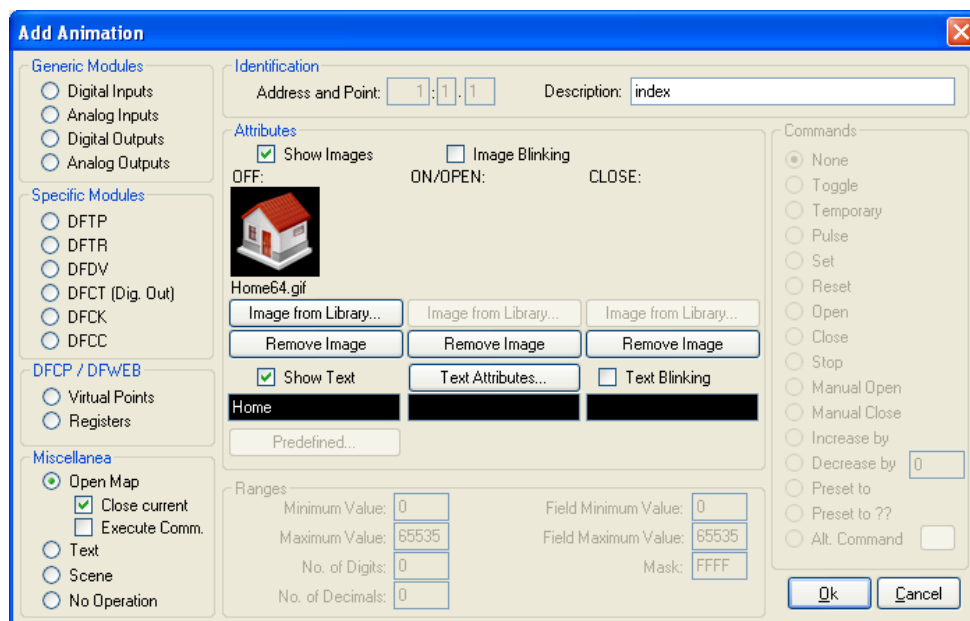 Add Animation
Generic Modules
Digital Inputs
Analog Inputs
Digital Outputs
Analog Outputs
Specific Modules
DFTP
DFTR
DFDV
DFCT (Dig. Out)
DFCK
DFCC
DFCP / DFWEB
Virtual Points
Registers
Miscellanea
Open Map
Close current
Execute Comm.
Text
Scene
No Operation
Identification
Address and Point: 1 : 1 . 1 Description: index
Attributes
Show Images Image Blinking
OFF: ON/OPEN: CLOSE:
Home64.gif
Image from Library... Image from Library... Image from Library...
Remove Image Remove Image Remove Image
Show Text Text Attributes... Text Blinking
Home
Predefined...
Ranges
Minimum Value: 0 Field Minimum Value: 0
Maximum Value: 65535 Field Maximum Value: 65535
No. of Digits: 0 Mask: FFFF
No. of Decimals: 0
Commands
None
Toggle
Temporary
Pulse
Set
Reset
Open
Close
Stop
Manual Open
Manual Close
Increase by
Decrease by 0
Preset to
Preset to ??
Alt. Command
Ok Cancel